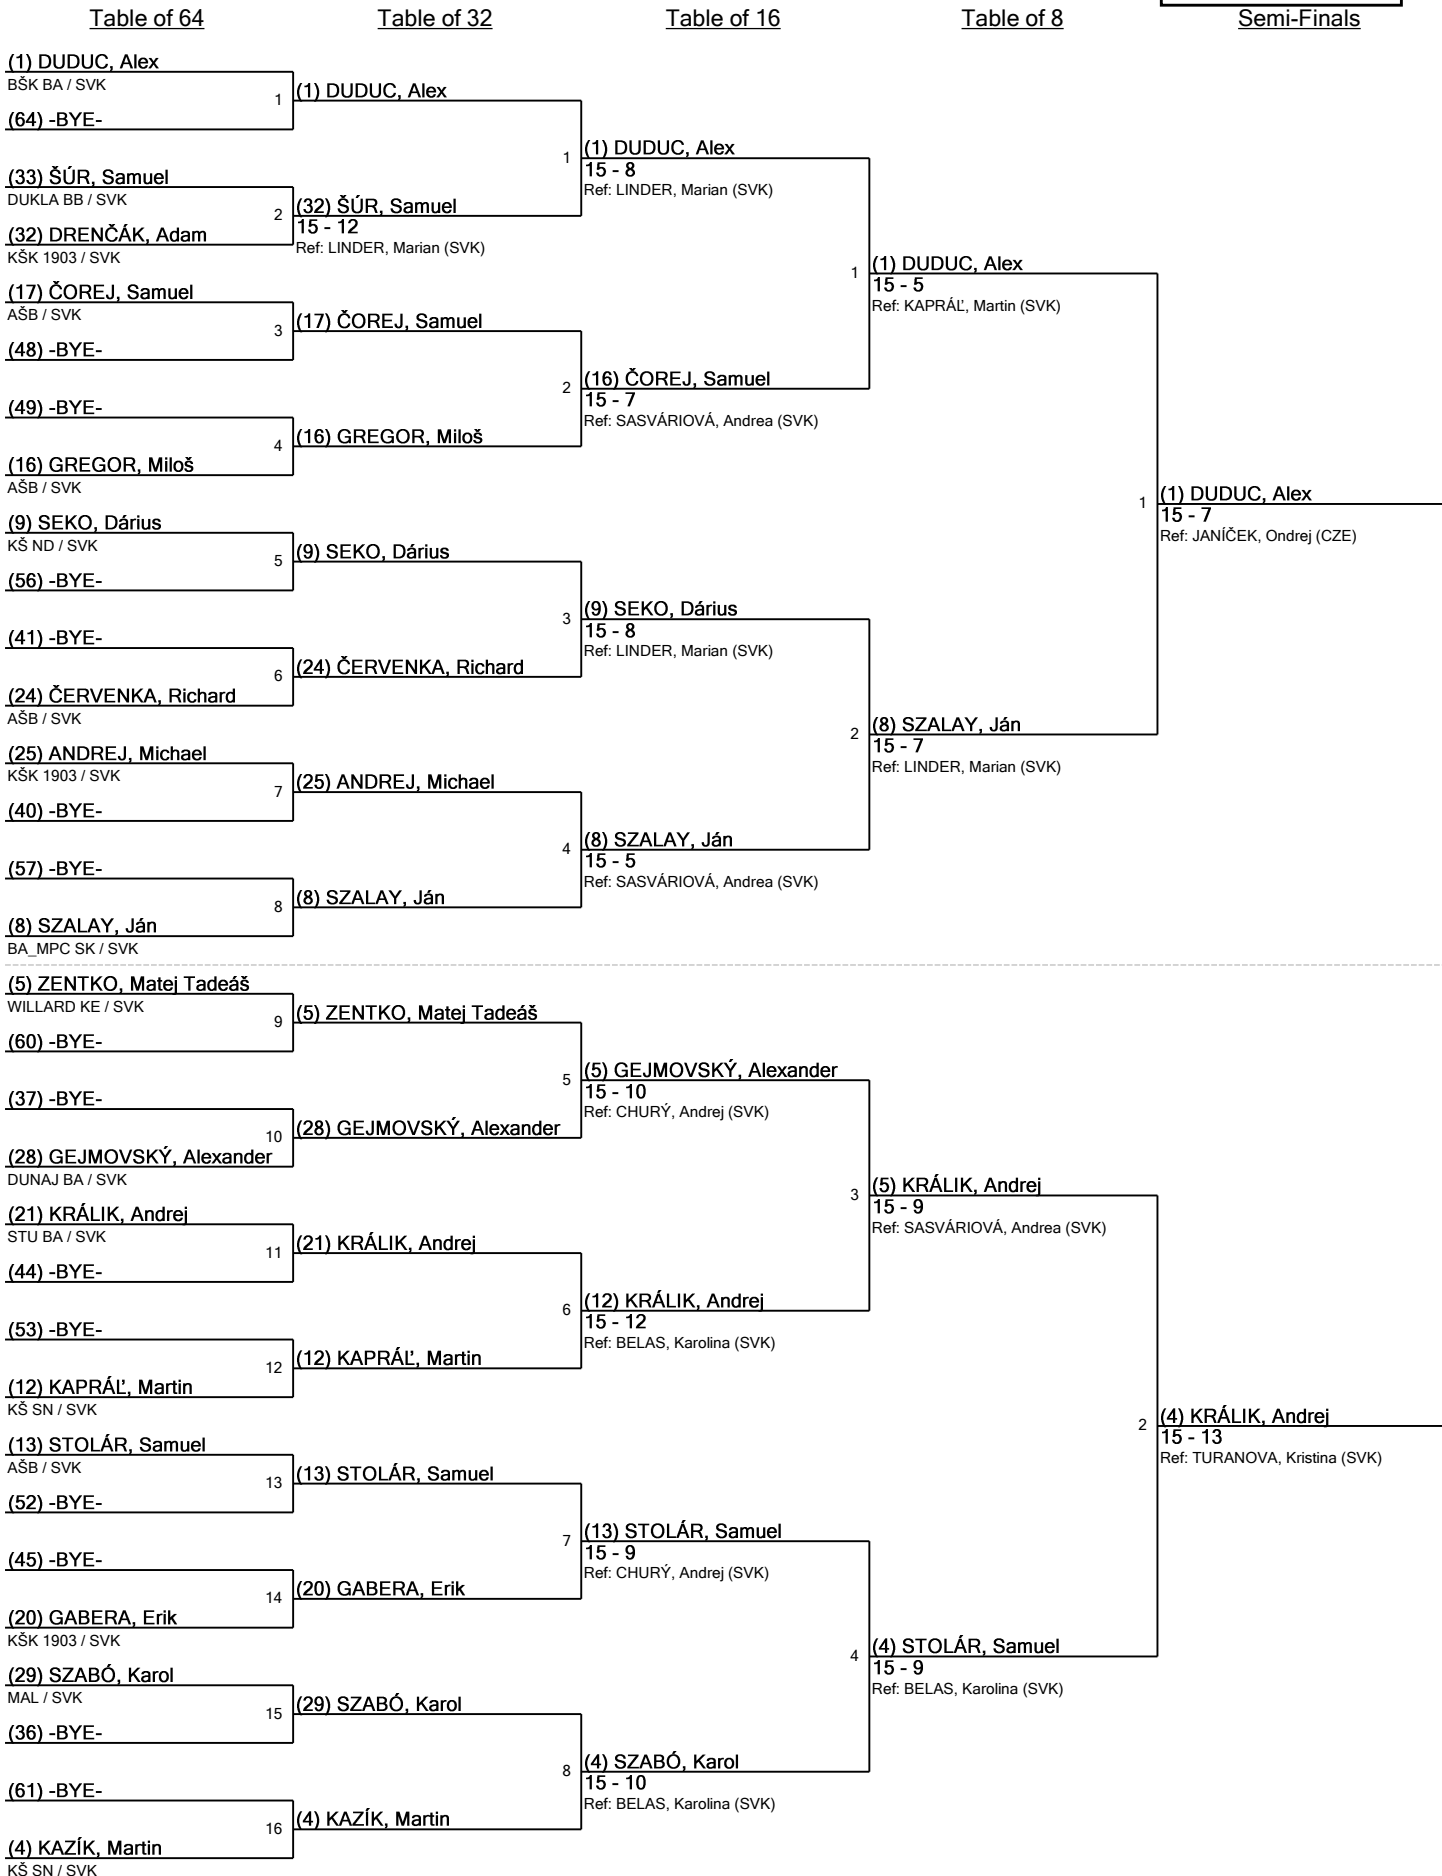 Table of 64
Table of 32
Table of 16
Table of 8
Semi-Finals
(1) DUDUC, Alex
BŠK BA / SVK
(64) -BYE-
(33) ŠÚR, Samuel
DUKLA BB / SVK
(32) DRENČÁK, Adam
KŠK 1903 / SVK
(17) ČOREJ, Samuel
AŠB / SVK
(48) -BYE-
(49) -BYE-
(16) GREGOR, Miloš
AŠB / SVK
(9) SEKO, Dárius
KŠ ND / SVK
(56) -BYE-
(41) -BYE-
(24) ČERVENKA, Richard
AŠB / SVK
(25) ANDREJ, Michael
KŠK 1903 / SVK
(40) -BYE-
(57) -BYE-
(8) SZALAY, Ján
BA_MPC SK / SVK
(5) ZENTKO, Matej Tadeáš
WILLARD KE / SVK
(60) -BYE-
(37) -BYE-
(28) GEJMOVSKÝ, Alexander
DUNAJ BA / SVK
(21) KRÁLIK, Andrej
STU BA / SVK
(44) -BYE-
(53) -BYE-
(12) KAPRÁĽ, Martin
KŠ SN / SVK
(13) STOLÁR, Samuel
AŠB / SVK
(52) -BYE-
(45) -BYE-
(20) GABERA, Erik
KŠK 1903 / SVK
(29) SZABÓ, Karol
MAL / SVK
(36) -BYE-
(61) -BYE-
(4) KAZÍK, Martin
KŠ SN / SVK
1
(1) DUDUC, Alex
2
(32) ŠÚR, Samuel
15 - 12
Ref: LINDER, Marian (SVK)
3
(17) ČOREJ, Samuel
4
(16) GREGOR, Miloš
5
(9) SEKO, Dárius
6
(24) ČERVENKA, Richard
7
(25) ANDREJ, Michael
8
(8) SZALAY, Ján
9
(5) ZENTKO, Matej Tadeáš
10
(28) GEJMOVSKÝ, Alexander
11
(21) KRÁLIK, Andrej
12
(12) KAPRÁĽ, Martin
13
(13) STOLÁR, Samuel
14
(20) GABERA, Erik
15
(29) SZABÓ, Karol
16
(4) KAZÍK, Martin
1
(1) DUDUC, Alex
15 - 8
Ref: LINDER, Marian (SVK)
2
(16) ČOREJ, Samuel
15 - 7
Ref: SASVÁRIOVÁ, Andrea (SVK)
3
(9) SEKO, Dárius
15 - 8
Ref: LINDER, Marian (SVK)
4
(8) SZALAY, Ján
15 - 5
Ref: SASVÁRIOVÁ, Andrea (SVK)
5
(5) GEJMOVSKÝ, Alexander
15 - 10
Ref: CHURÝ, Andrej (SVK)
6
(12) KRÁLIK, Andrej
15 - 12
Ref: BELAS, Karolina (SVK)
7
(13) STOLÁR, Samuel
15 - 9
Ref: CHURÝ, Andrej (SVK)
8
(4) SZABÓ, Karol
15 - 10
Ref: BELAS, Karolina (SVK)
1
(1) DUDUC, Alex
15 - 5
Ref: KAPRÁĽ, Martin (SVK)
2
(8) SZALAY, Ján
15 - 7
Ref: LINDER, Marian (SVK)
3
(5) KRÁLIK, Andrej
15 - 9
Ref: SASVÁRIOVÁ, Andrea (SVK)
4
(4) STOLÁR, Samuel
15 - 9
Ref: BELAS, Karolina (SVK)
1
(1) DUDUC, Alex
15 - 7
Ref: JANÍČEK, Ondrej (CZE)
2
(4) KRÁLIK, Andrej
15 - 13
Ref: TURANOVA, Kristina (SVK)